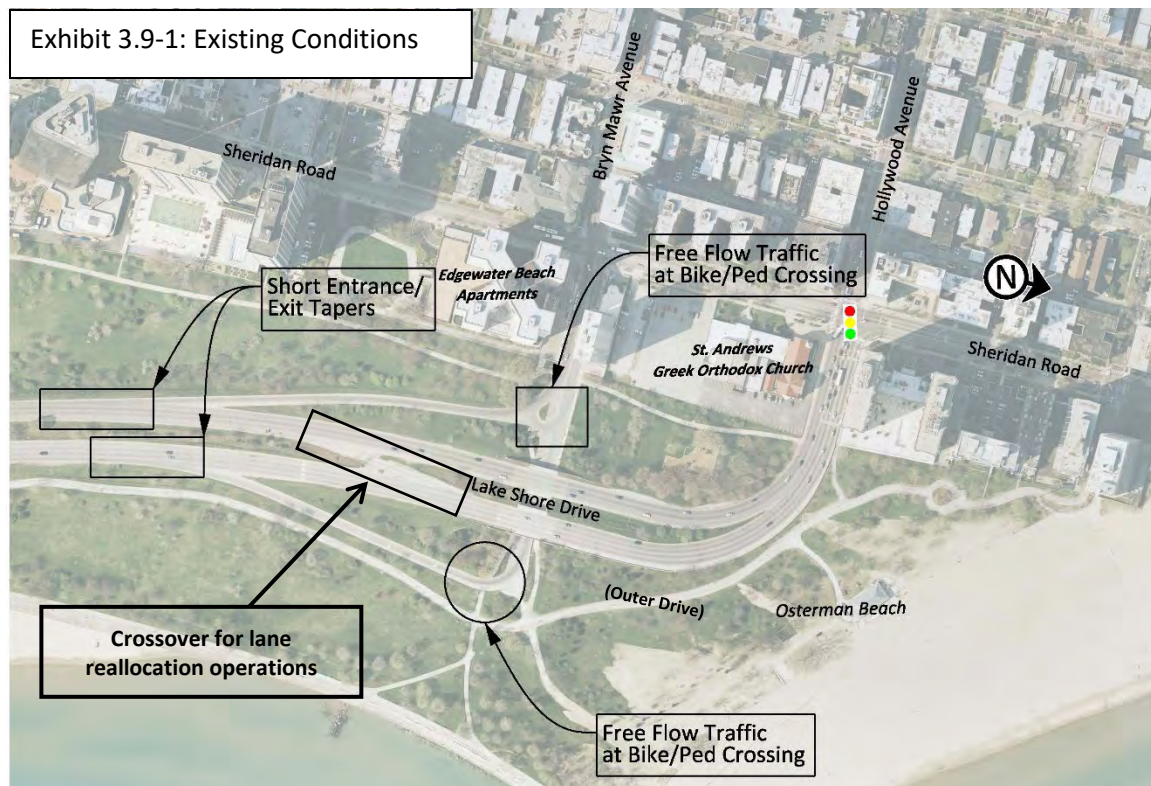 Exhibit 3.9-1: Existing Conditions
Bryn Mawr Avenue
Hollywood Avenue
Sheridan Road
Free Flow Traffic
at Bike/Ped Crossing
Short Entrance/
Exit Tapers
Edgewater Beach
Apartments
N
St. Andrews
Greek Orthodox Church
Sheridan Road
Lake Shore Drive
(Outer Drive)
Osterman Beach
Crossover for lane
reallocation operations
Free Flow Traffic
at Bike/Ped Crossing